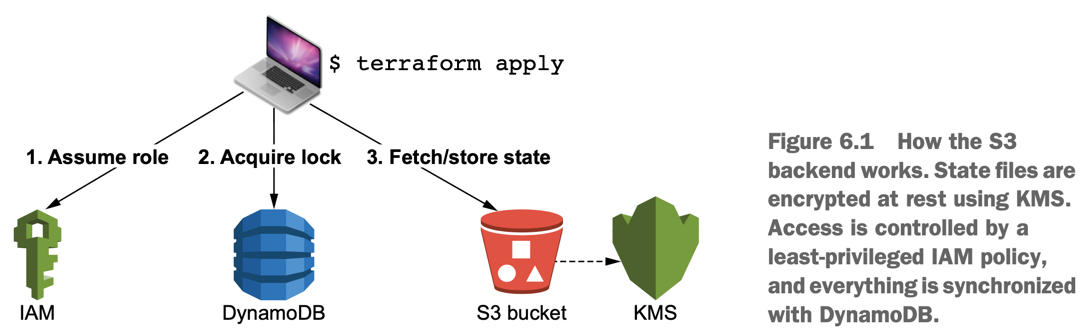 $ terraform apply
1. Assume role
2. Acquire lock
3. Fetch/store state
IAM
DynamoDB
S3 bucket
KMS
Figure 6.1 How the S3
backend works. State files are
encrypted at rest using KMS.
Access is controlled by a
least-privileged IAM policy,
and everything is synchronized
with DynamoDB.